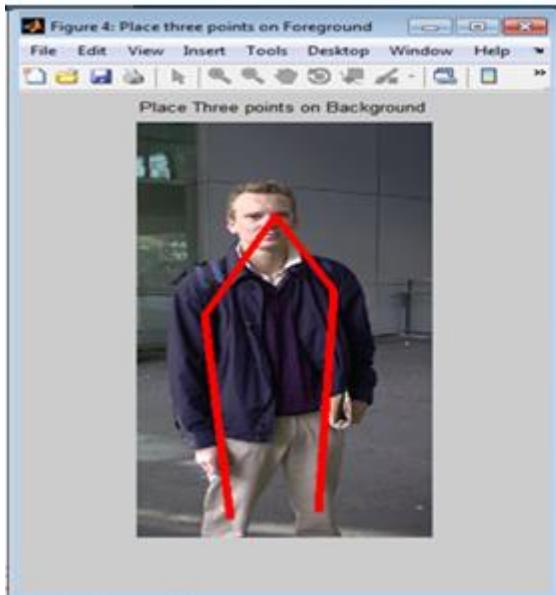 Figure 4: Place three points on Foreground
File Edit View Insert Tools Desktop Window Help
Place Three points on Background